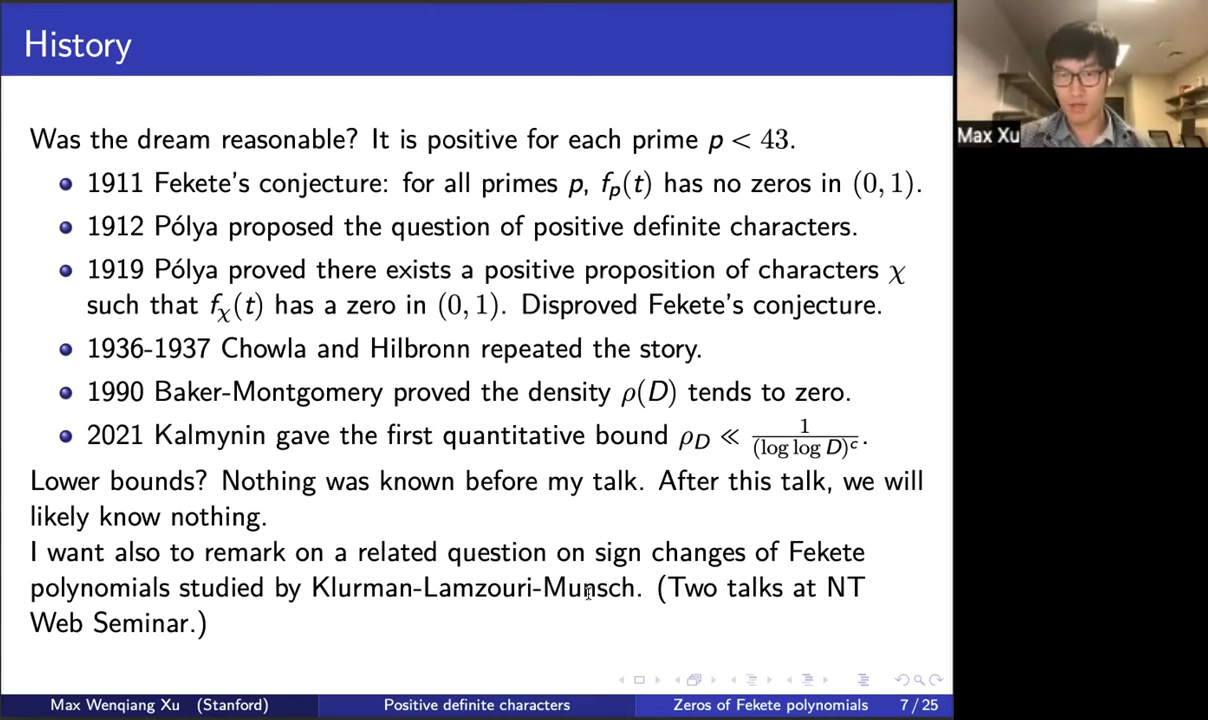 History
Max Xu
Was the dream reasonable? It is positive for each prime p < 43.
1911 Fekete's conjecture: for all primes p, fₚ(t) has no zeros in (0, 1).
1912 Pólya proposed the question of positive definite characters.
1919 Pólya proved there exists a positive proposition of characters χ
such that f_χ(t) has a zero in (0, 1). Disproved Fekete's conjecture.
1936-1937 Chowla and Hilbronn repeated the story.
1990 Baker-Montgomery proved the density ρ(D) tends to zero.
2021 Kalmynin gave the first quantitative bound ρ_D ≪ 1/(log log D)^c.
Lower bounds? Nothing was known before my talk. After this talk, we will
likely know nothing.
I want also to remark on a related question on sign changes of Fekete
polynomials studied by Klurman-Lamzouri-Munsch. (Two talks at NT
Web Seminar.)
Max Wenqiang Xu (Stanford)
Positive definite characters
Zeros of Fekete polynomials
7 / 25